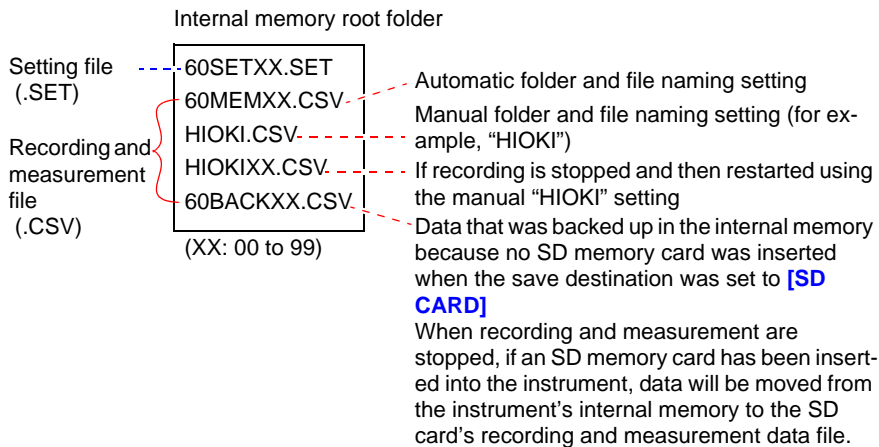 Internal memory root folder
Setting file
(.SET)
Recording and
measurement
file
(.CSV)
60SETXX.SET
60MEMXX.CSV
HIOKI.CSV
HIOKIXX.CSV
60BACKXX.CSV
(XX: 00 to 99)
Automatic folder and file naming setting
Manual folder and file naming setting (for ex-
ample, “HIOKI”)
If recording is stopped and then restarted using
the manual “HIOKI” setting
Data that was backed up in the internal memory
because no SD memory card was inserted
when the save destination was set to [SD
CARD]
When recording and measurement are
stopped, if an SD memory card has been insert-
ed into the instrument, data will be moved from
the instrument’s internal memory to the SD
card’s recording and measurement data file.